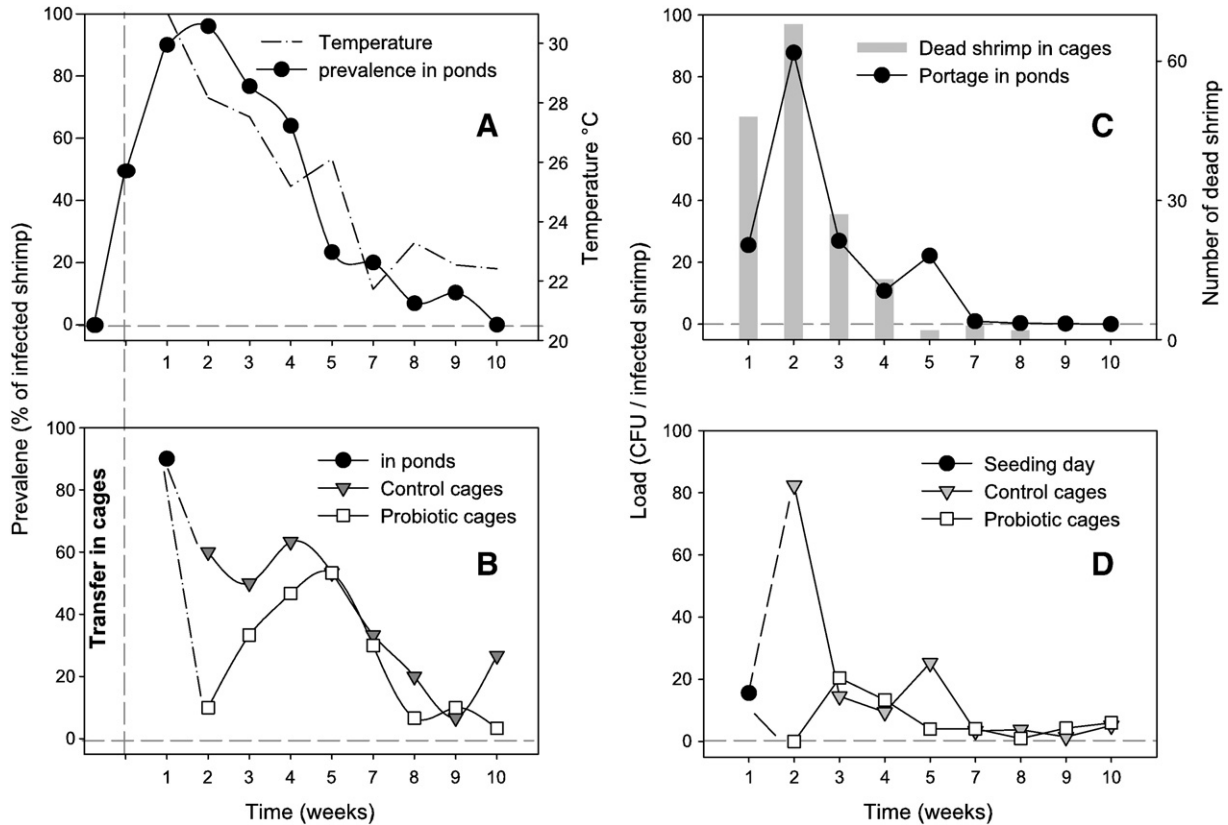 Prevalene (% of infected shrimp)
A
Temperature
prevalence in ponds
100
80
60
40
20
0
30
28
26
24
22
20
Temperature °C
1 2 3 4 5 7 8 9 10
B
in ponds
Control cages
Probiotic cages
Transfer in cages
100
80
60
40
20
0
1 2 3 4 5 7 8 9 10
Time (weeks)
Load (CFU / infected shrimp)
C
Dead shrimp in cages
Portage in ponds
100
80
60
40
20
0
60
30
0
Number of dead shrimp
1 2 3 4 5 7 8 9 10
D
Seeding day
Control cages
Probiotic cages
100
80
60
40
20
0
1 2 3 4 5 7 8 9 10
Time (weeks)